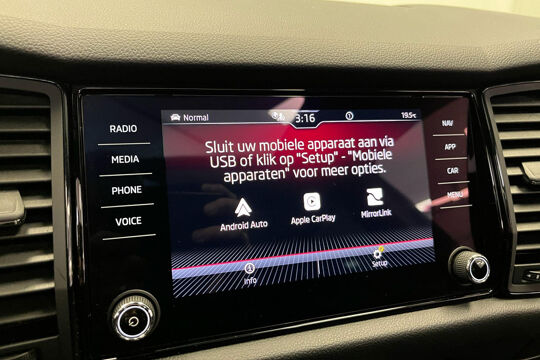 Normal 3:16 19.5°C
RADIO
MEDIA
PHONE
VOICE
Sluit uw mobiele apparaat aan via
USB of klik op "Setup" - "Mobiele
apparaten" voor meer opties.
Android Auto Apple CarPlay MirrorLink
Info Setup
NAV
APP
CAR
MENU